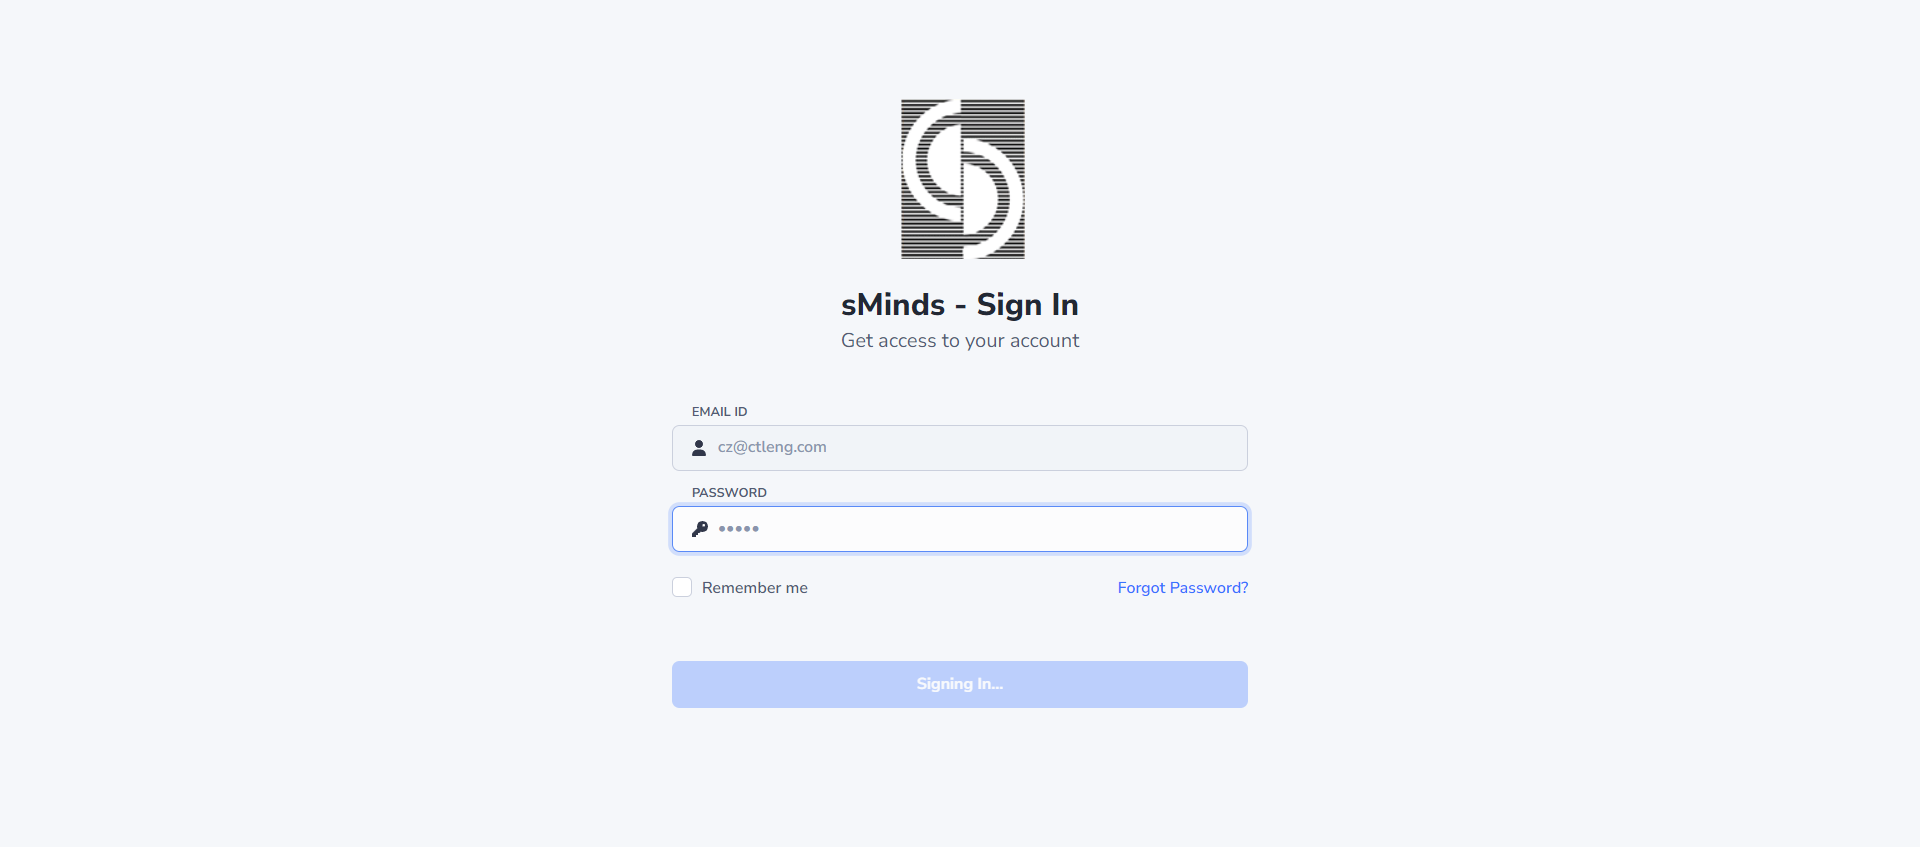 sMinds - Sign In
Get access to your account
EMAIL ID
cz@ctleng.com
PASSWORD
•••••
Remember me
Forgot Password?
Signing In...